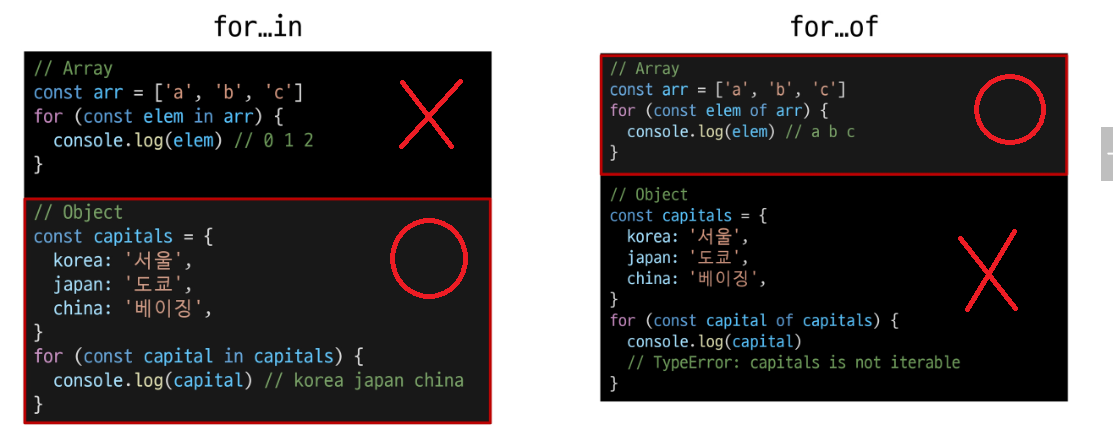 for…in
// Array
const arr = ['a', 'b', 'c']
for (const elem in arr) {
  console.log(elem) // 0 1 2
}
// Object
const capitals = {
  korea: '서울',
  japan: '도쿄',
  china: '베이징',
}
for (const capital in capitals) {
  console.log(capital) // korea japan china
}
for…of
// Array
const arr = ['a', 'b', 'c']
for (const elem of arr) {
  console.log(elem) // a b c
}
// Object
const capitals = {
  korea: '서울',
  japan: '도쿄',
  china: '베이징',
}
for (const capital of capitals) {
  console.log(capital)
  // TypeError: capitals is not iterable
}